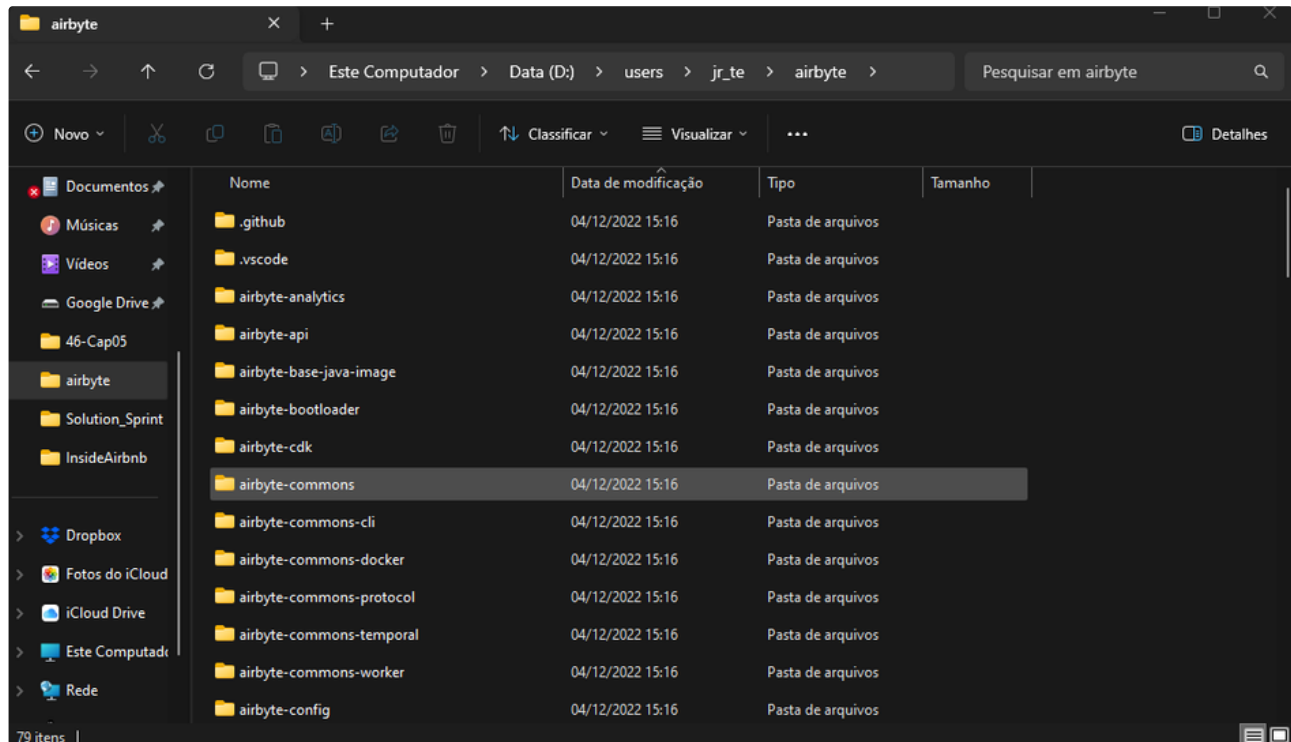 airbyte
Este Computador > Data (D:) > users > jr_te > airbyte >
Pesquisar em airbyte
Novo
Classificar
Visualizar
Detalhes
Documentos
Músicas
Vídeos
Google Drive
46-Cap05
airbyte
Solution_Sprint
InsideAirbnb
Dropbox
Fotos do iCloud
iCloud Drive
Este Computad
Rede
Nome Data de modificação Tipo Tamanho
.github 04/12/2022 15:16 Pasta de arquivos
.vscode 04/12/2022 15:16 Pasta de arquivos
airbyte-analytics 04/12/2022 15:16 Pasta de arquivos
airbyte-api 04/12/2022 15:16 Pasta de arquivos
airbyte-base-java-image 04/12/2022 15:16 Pasta de arquivos
airbyte-bootloader 04/12/2022 15:16 Pasta de arquivos
airbyte-cdk 04/12/2022 15:16 Pasta de arquivos
airbyte-commons 04/12/2022 15:16 Pasta de arquivos
airbyte-commons-cli 04/12/2022 15:16 Pasta de arquivos
airbyte-commons-docker 04/12/2022 15:16 Pasta de arquivos
airbyte-commons-protocol 04/12/2022 15:16 Pasta de arquivos
airbyte-commons-temporal 04/12/2022 15:16 Pasta de arquivos
airbyte-commons-worker 04/12/2022 15:16 Pasta de arquivos
airbyte-config 04/12/2022 15:16 Pasta de arquivos
79 itens